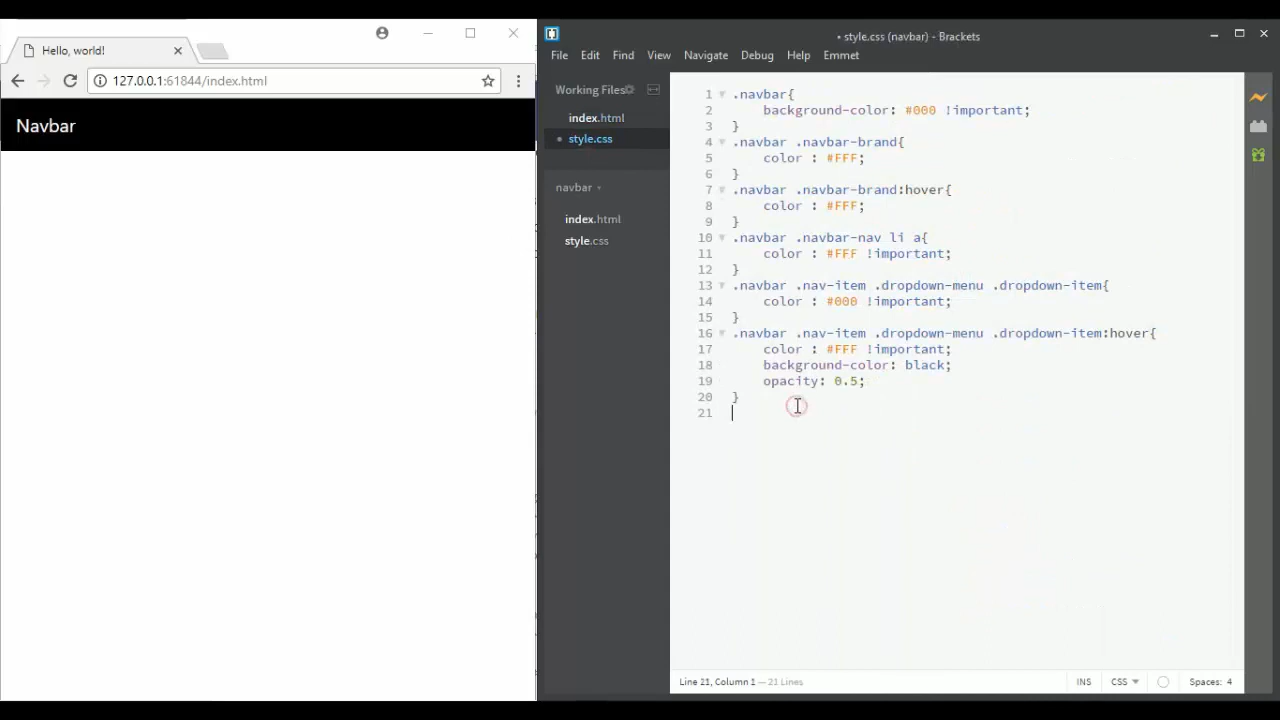 Hello, world!
127.0.0.1:61844/index.html
Navbar
• style.css (navbar) - Brackets
File Edit Find View Navigate Debug Help Emmet
Working Files
index.html
style.css
navbar
index.html
style.css
1 .navbar{
2 background-color: #000 !important;
3 }
4 .navbar .navbar-brand{
5 color : #FFF;
6 }
7 .navbar .navbar-brand:hover{
8 color : #FFF;
9 }
10 .navbar .navbar-nav li a{
11 color : #FFF !important;
12 }
13 .navbar .nav-item .dropdown-menu .dropdown-item{
14 color : #000 !important;
15 }
16 .navbar .nav-item .dropdown-menu .dropdown-item:hover{
17 color : #FFF !important;
18 background-color: black;
19 opacity: 0.5;
20 }
21
Line 21, Column 1 — 21 Lines
INS CSS Spaces: 4